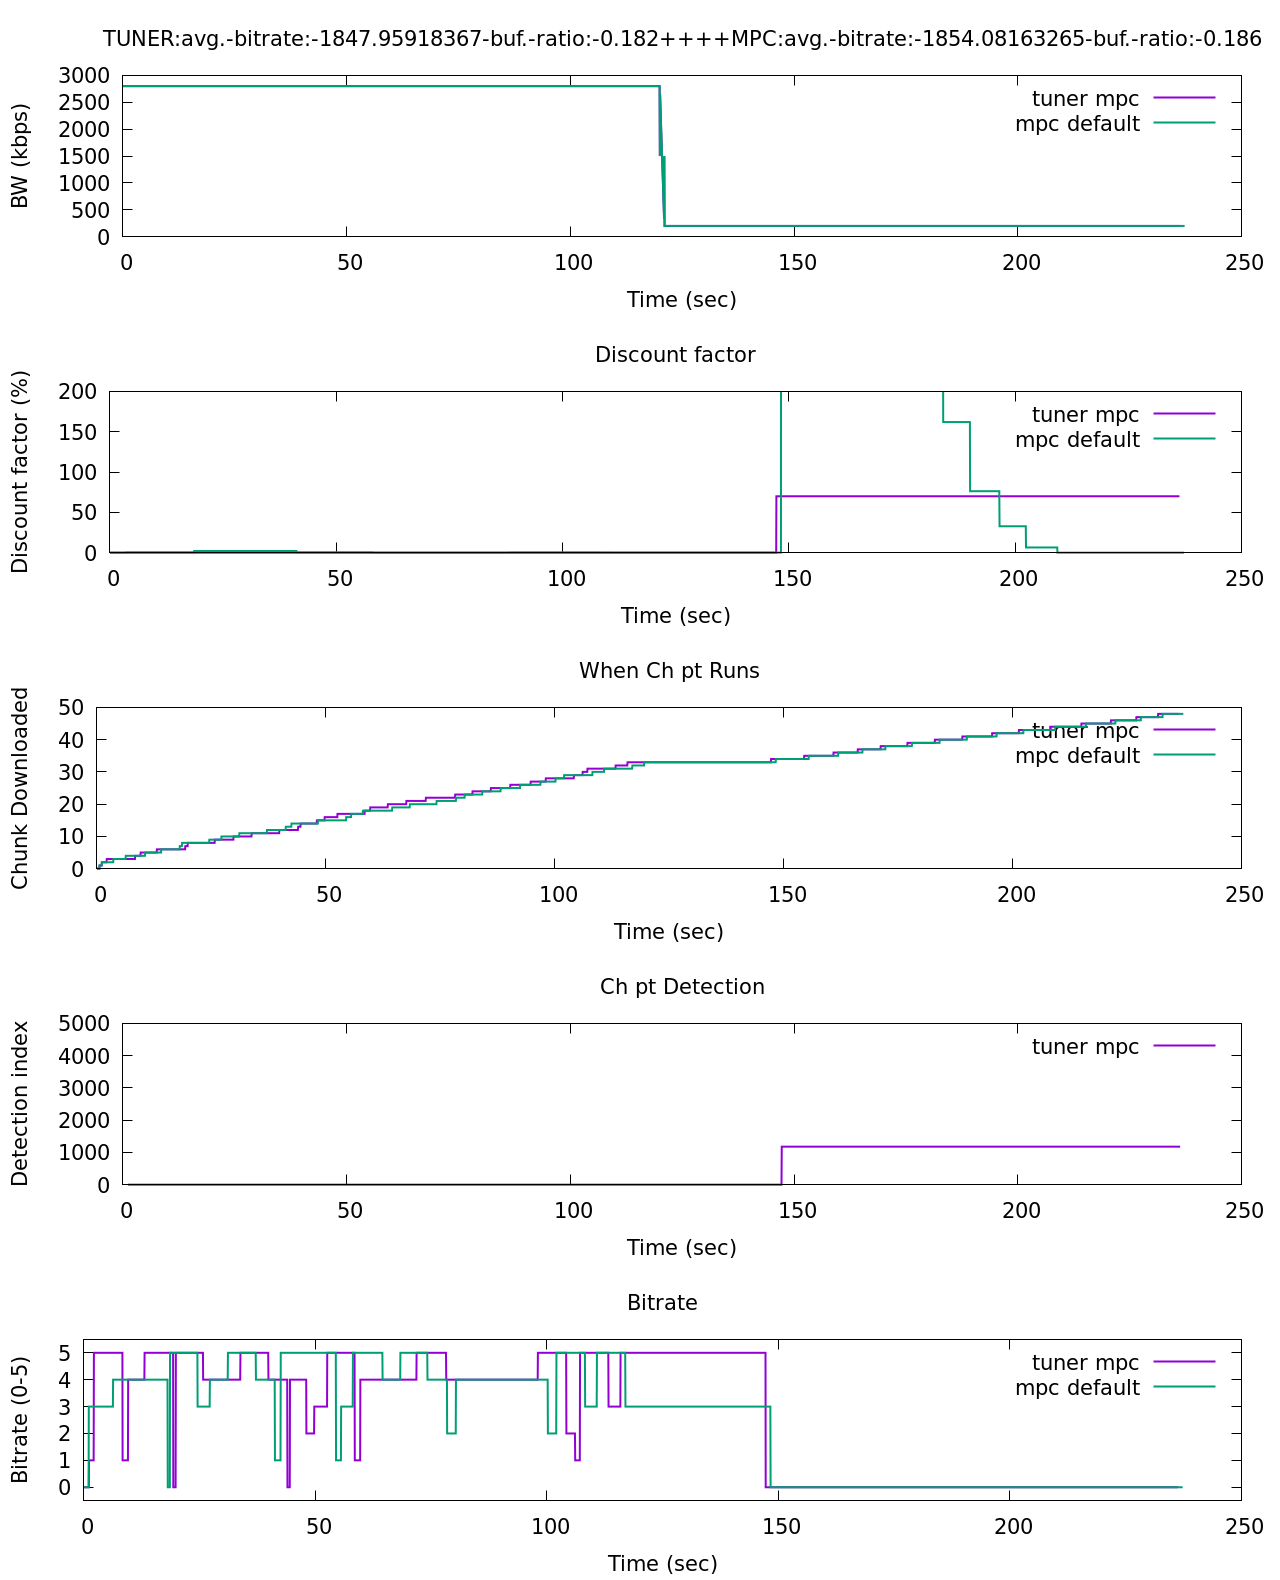 TUNER:avg.-bitrate:-1847.95918367-buf.-ratio:-0.182++++MPC:avg.-bitrate:-1854.08163265-buf.-ratio:-0.186
BW (kbps)
3000
2500
2000
1500
1000
500
0
tuner mpc
mpc default
0 50 100 150 200 250
Time (sec)
Discount factor
Discount factor (%)
200
150
100
50
0
tuner mpc
mpc default
0 50 100 150 200 250
Time (sec)
When Ch pt Runs
Chunk Downloaded
50
40
30
20
10
0
tuner mpc
mpc default
0 50 100 150 200 250
Time (sec)
Ch pt Detection
Detection index
5000
4000
3000
2000
1000
0
tuner mpc
0 50 100 150 200 250
Time (sec)
Bitrate
Bitrate (0-5)
5
4
3
2
1
0
tuner mpc
mpc default
0 50 100 150 200 250
Time (sec)